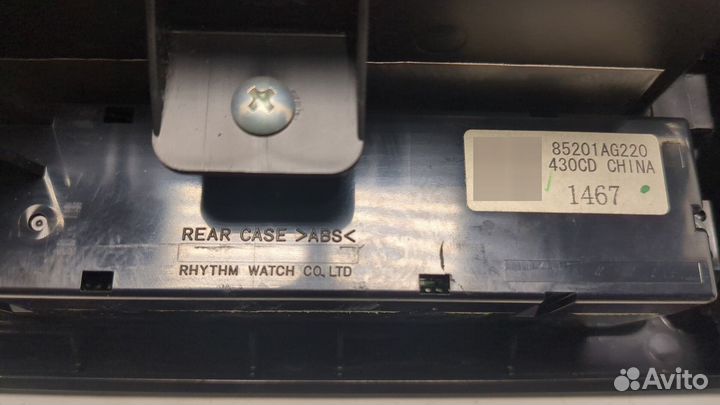 85201AG220
430CD CHINA
1467
REAR CASE >ABS<
RHYTHM WATCH CO., LTD
Avito